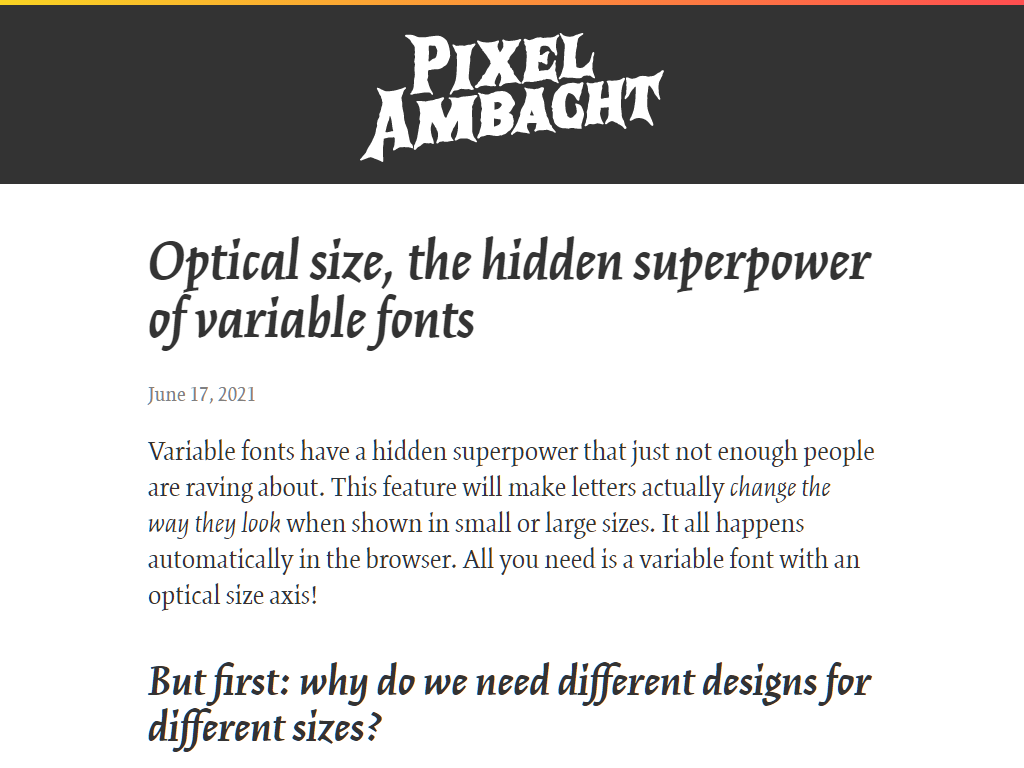 PIXEL
AMBACHT
Optical size, the hidden superpower
of variable fonts
June 17, 2021
Variable fonts have a hidden superpower that just not enough people
are raving about. This feature will make letters actually change the
way they look when shown in small or large sizes. It all happens
automatically in the browser. All you need is a variable font with an
optical size axis!
But first: why do we need different designs for
different sizes?